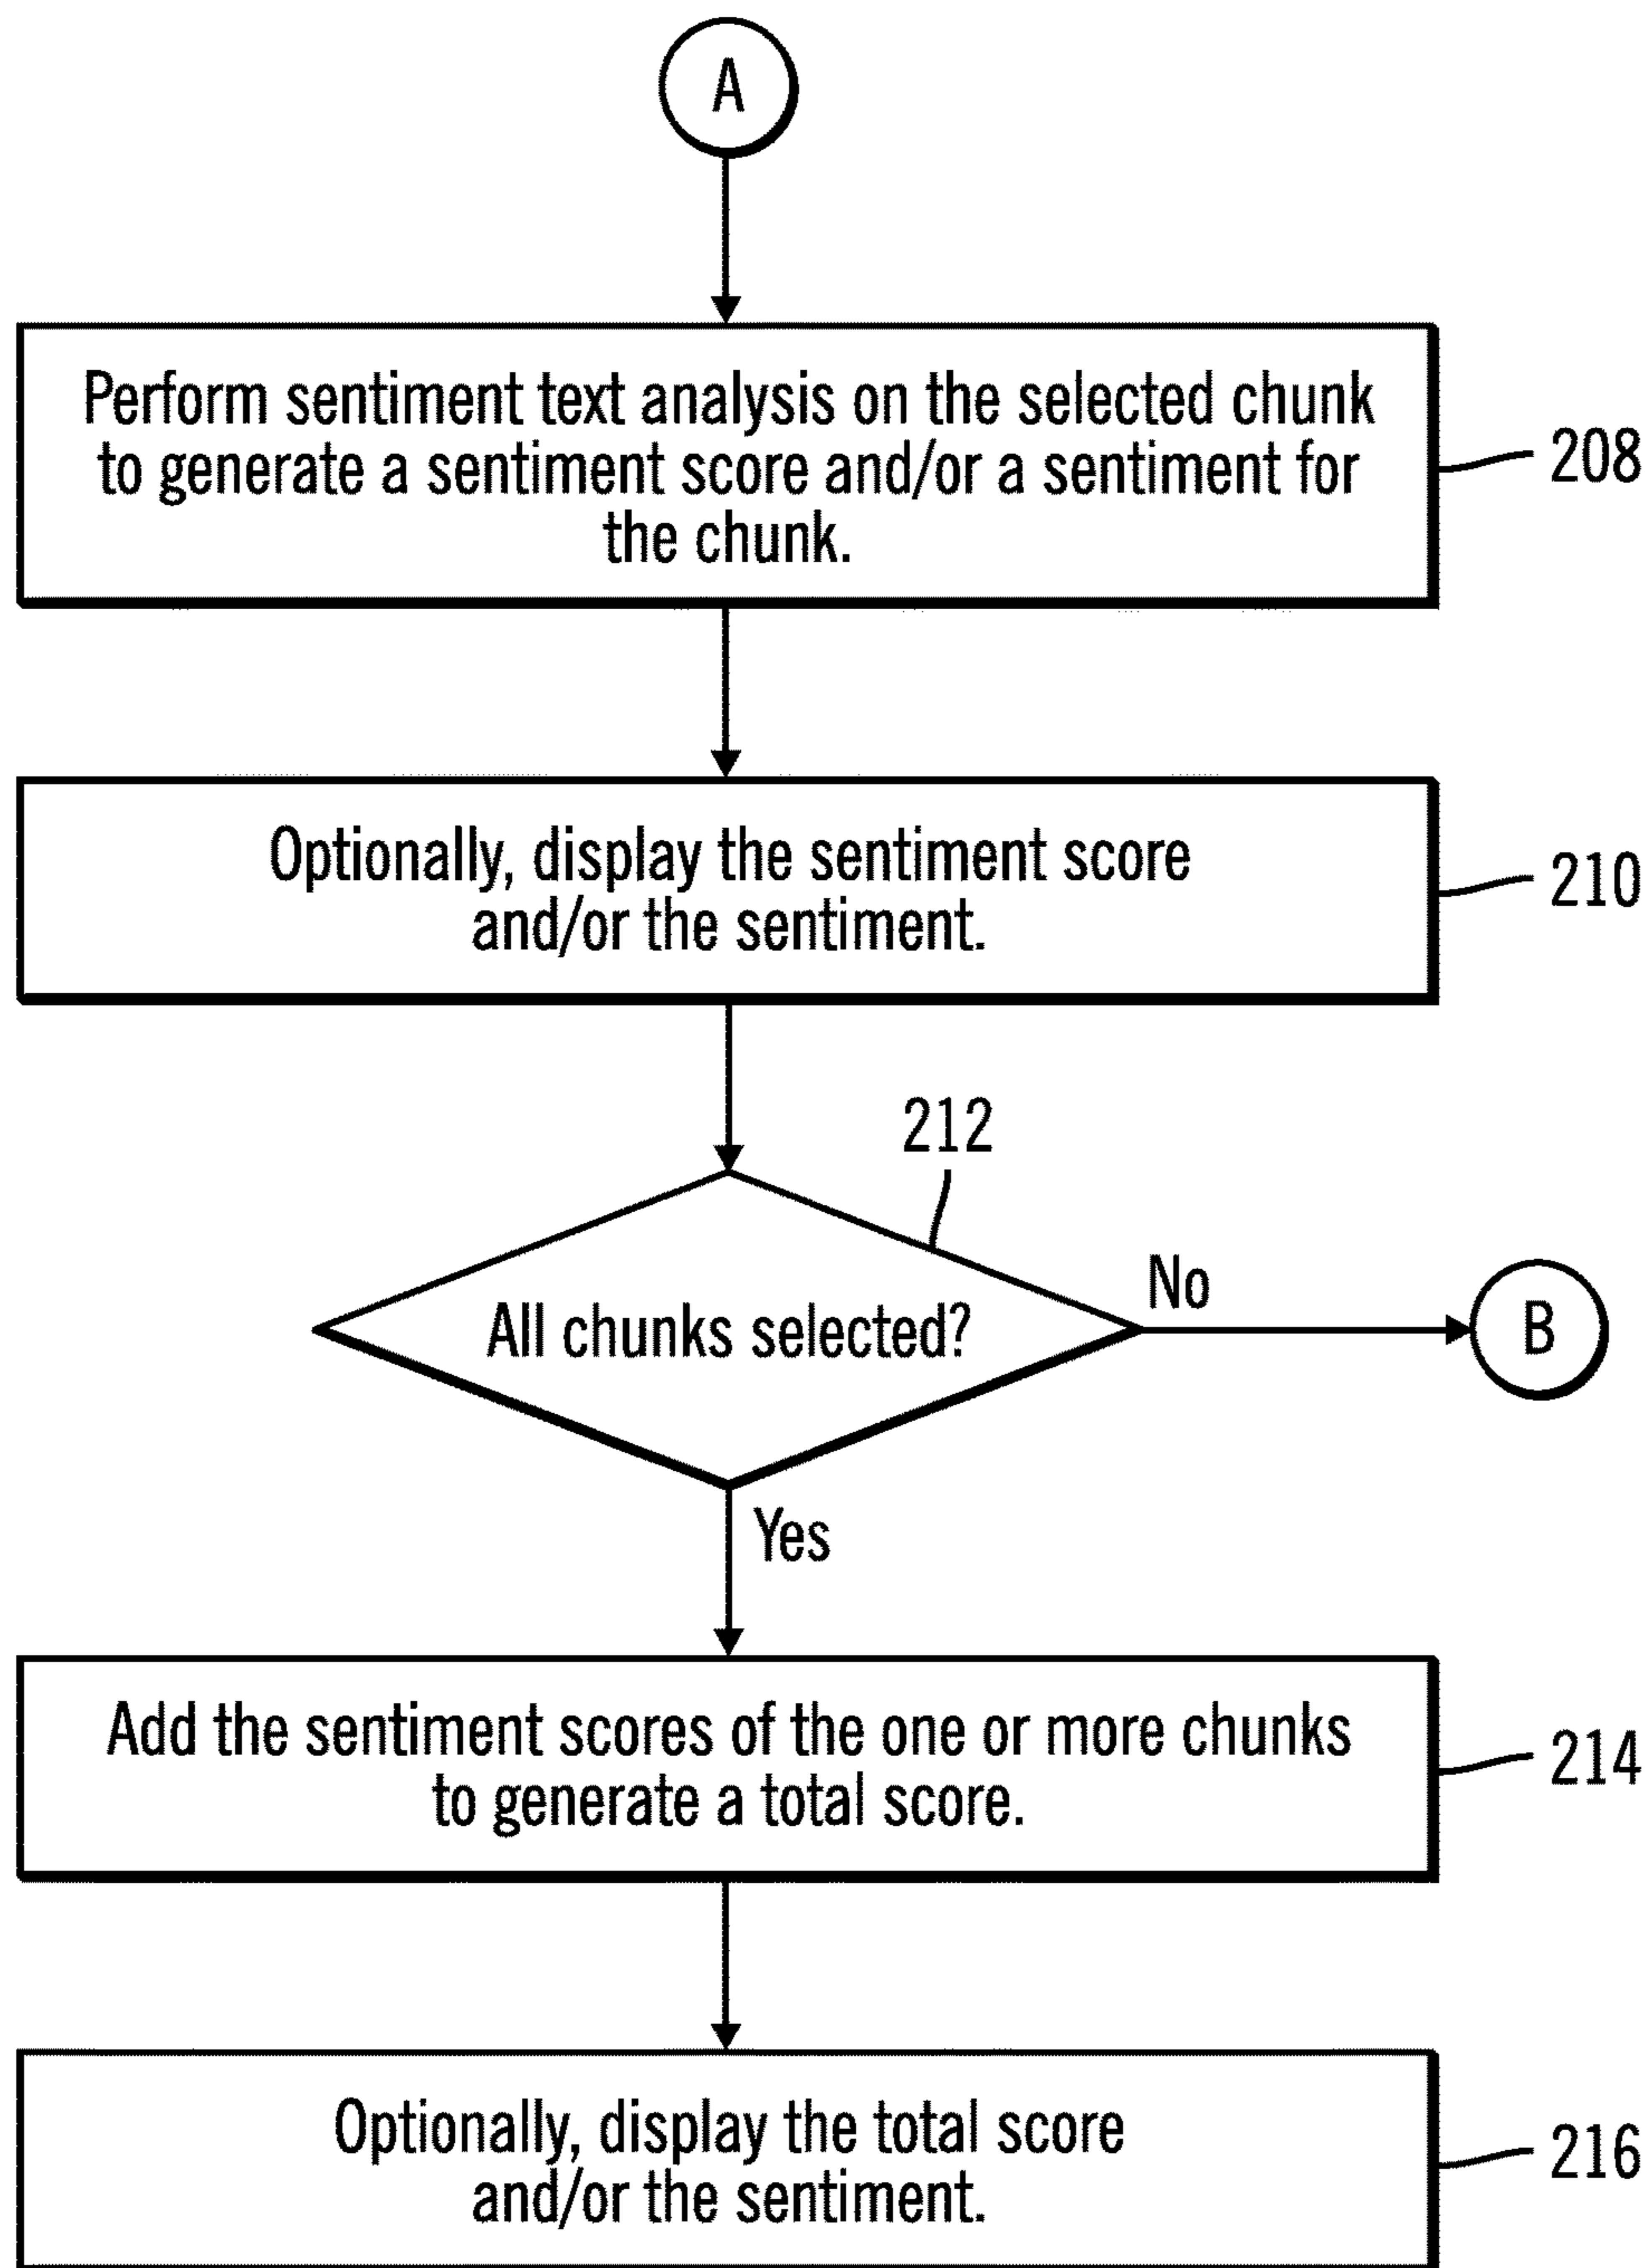 A
Perform sentiment text analysis on the selected chunk
to generate a sentiment score and/or a sentiment for
the chunk.
208
Optionally, display the sentiment score
and/or the sentiment.
210
212
All chunks selected?
No
B
Yes
Add the sentiment scores of the one or more chunks
to generate a total score.
214
Optionally, display the total score
and/or the sentiment.
216